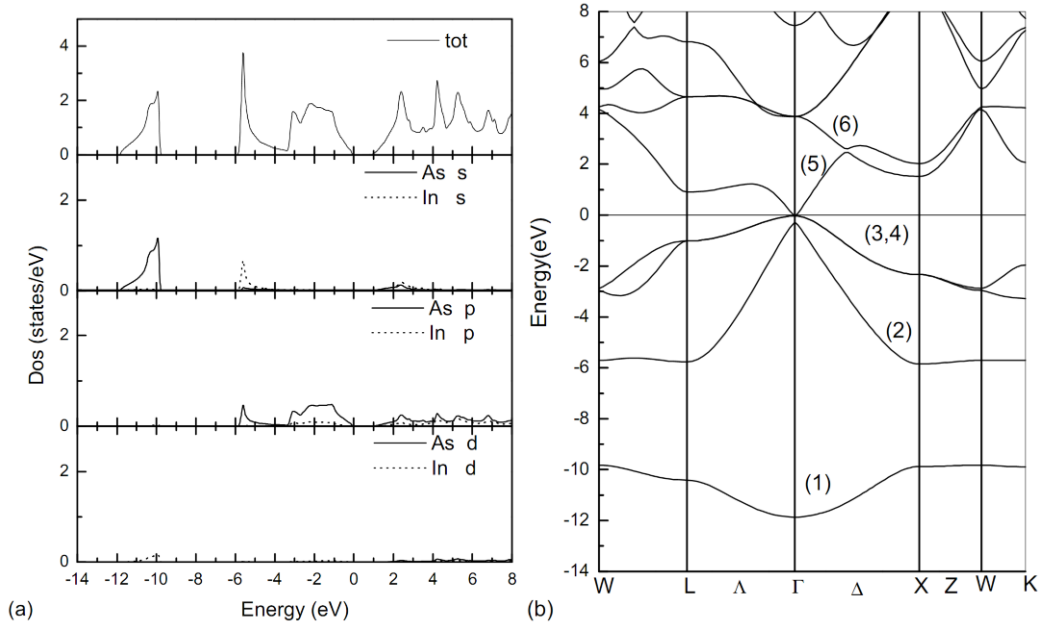 4
2
0
tot
2
0
As s
In s
2
0
As p
In p
2
0
As d
In d
-14 -12 -10 -8 -6 -4 -2 0 2 4 6 8
Dos (states/eV)
Energy (eV)
(a)
8
6
4
2
0
-2
-4
-6
-8
-10
-12
-14
Energy(eV)
(6)
(5)
(3,4)
(2)
(1)
W L Λ Γ Δ X Z W K
(b)